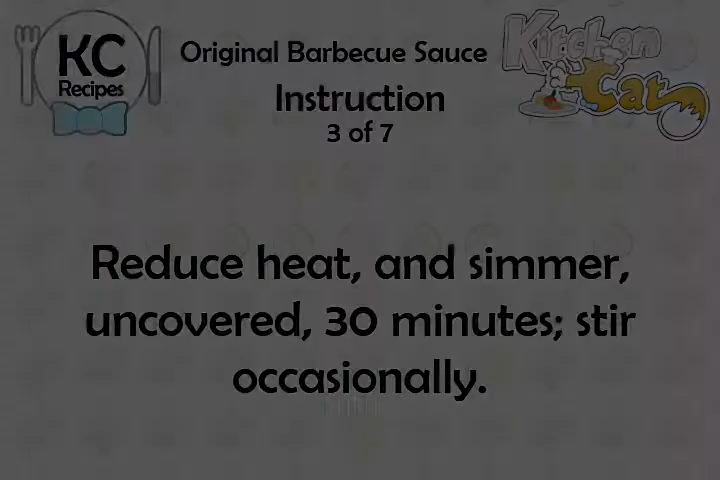 KC
Recipes
Original Barbecue Sauce
Kitchen
Cat
Instruction
3 of 7
Reduce heat, and simmer,
uncovered, 30 minutes; stir
occasionally.